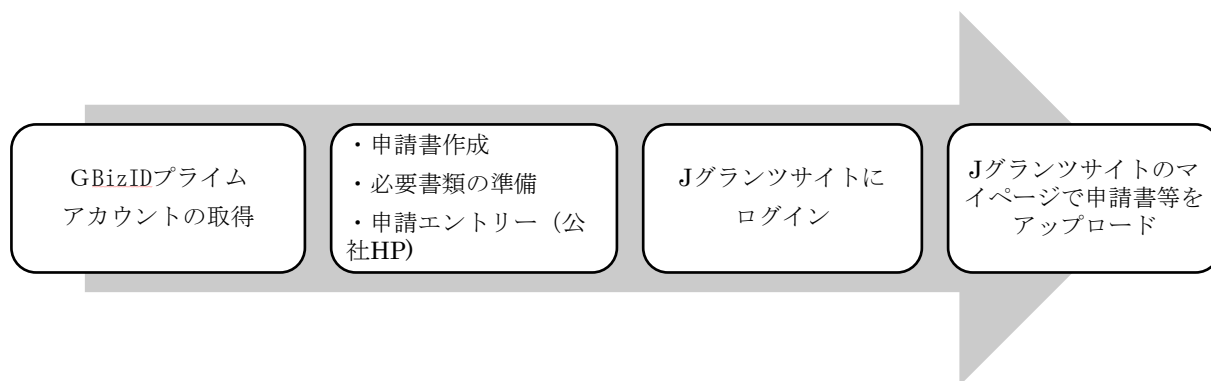 GBizIDプライム
アカウントの取得
・申請書作成
・必要書類の準備
・申請エントリー（公
社HP)
Jグランツサイトに
ログイン
Jグランツサイトのマ
イページで申請書等を
アップロード